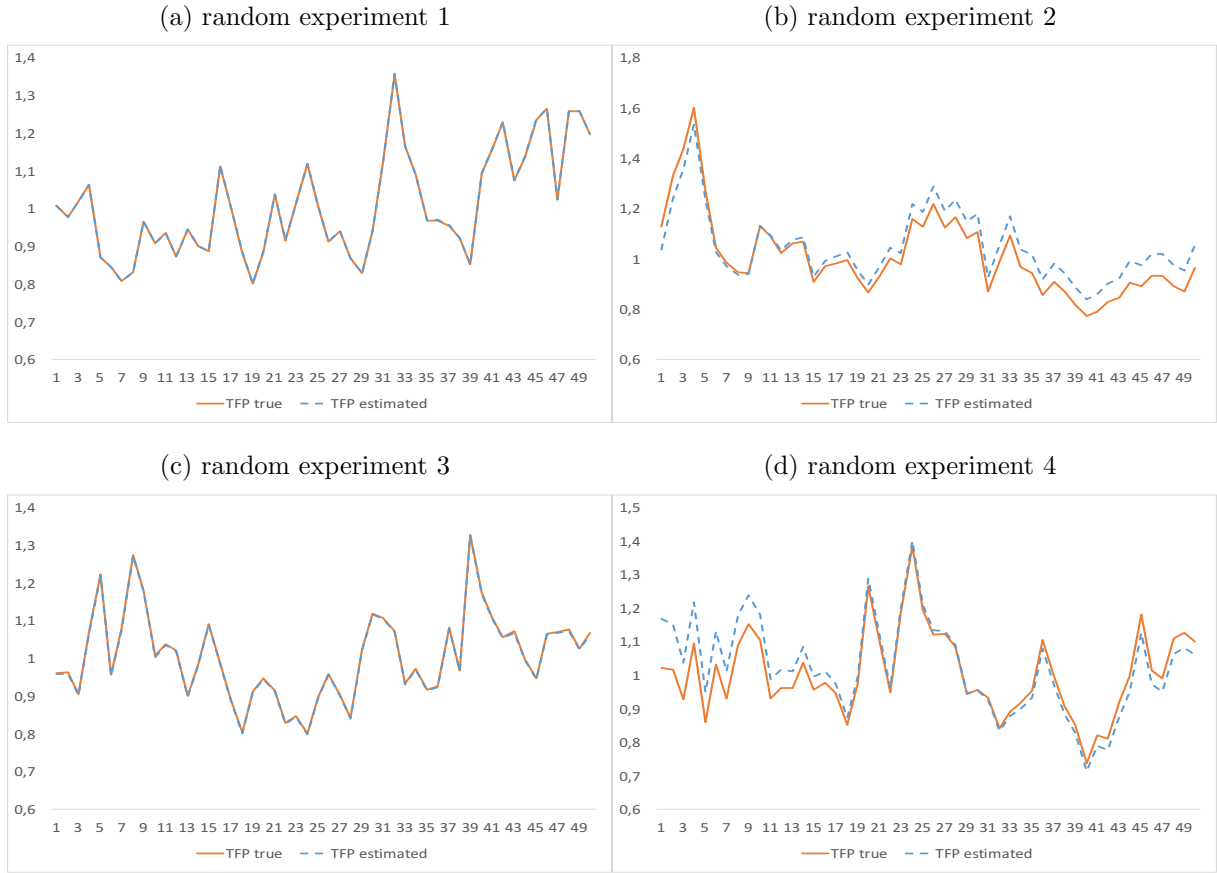 (a) random experiment 1
1,4
1,3
1,2
1,1
1
0,9
0,8
0,7
0,6
1 3 5 7 9 11 13 15 17 19 21 23 25 27 29 31 33 35 37 39 41 43 45 47 49
TFP true TFP estimated
(b) random experiment 2
1,8
1,6
1,4
1,2
1
0,8
0,6
1 3 5 7 9 11 13 15 17 19 21 23 25 27 29 31 33 35 37 39 41 43 45 47 49
TFP true TFP estimated
(c) random experiment 3
1,4
1,3
1,2
1,1
1
0,9
0,8
0,7
0,6
1 3 5 7 9 11 13 15 17 19 21 23 25 27 29 31 33 35 37 39 41 43 45 47 49
TFP true TFP estimated
(d) random experiment 4
1,5
1,4
1,3
1,2
1,1
1
0,9
0,8
0,7
0,6
1 3 5 7 9 11 13 15 17 19 21 23 25 27 29 31 33 35 37 39 41 43 45 47 49
TFP true TFP estimated